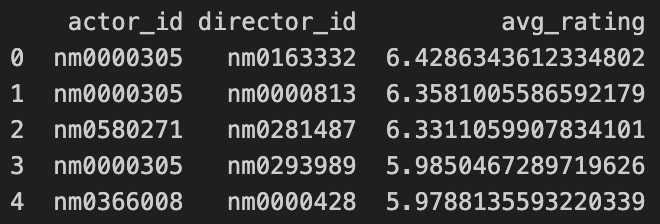 actor_id director_id avg_rating
0 nm0000305 nm0163332 6.4286343612334802
1 nm0000305 nm0000813 6.3581005586592179
2 nm0580271 nm0281487 6.3311059907834101
3 nm0000305 nm0293989 5.9850467289719626
4 nm0366008 nm0000428 5.9788135593220339